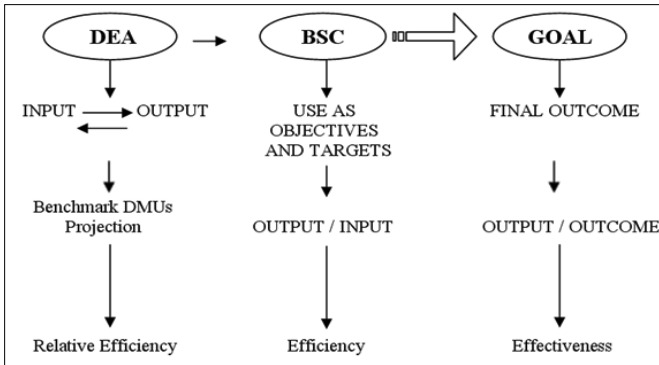 DEA
BSC
GOAL
INPUT
OUTPUT
USE AS
OBJECTIVES
AND TARGETS
FINAL OUTCOME
Benchmark DMUs
Projection
OUTPUT / INPUT
OUTPUT / OUTCOME
Relative Efficiency
Efficiency
Effectiveness